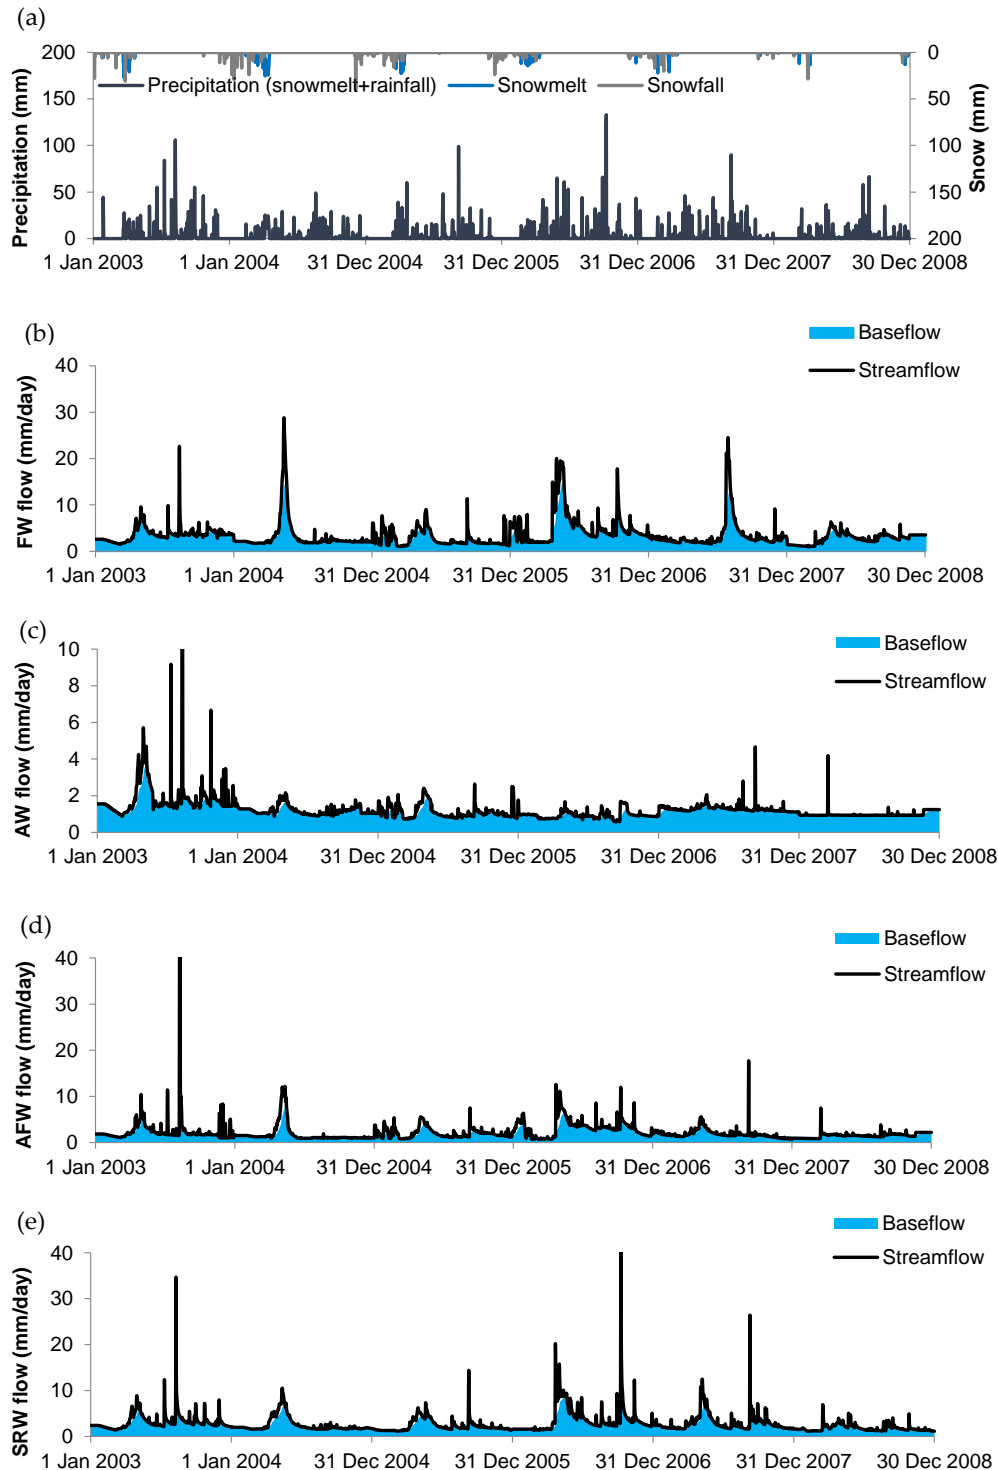 (a)
200
150
100
50
0
Precipitation (mm)
0
50
100
150
200
Snow (mm)
Precipitation (snowmelt+rainfall) Snowmelt Snowfall
1 Jan 2003 1 Jan 2004 31 Dec 2004 31 Dec 2005 31 Dec 2006 31 Dec 2007 30 Dec 2008
(b)
Baseflow
Streamflow
40
30
20
10
0
FW flow (mm/day)
1 Jan 2003 1 Jan 2004 31 Dec 2004 31 Dec 2005 31 Dec 2006 31 Dec 2007 30 Dec 2008
(c)
Baseflow
Streamflow
10
8
6
4
2
0
AW flow (mm/day)
1 Jan 2003 1 Jan 2004 31 Dec 2004 31 Dec 2005 31 Dec 2006 31 Dec 2007 30 Dec 2008
(d)
Baseflow
Streamflow
40
30
20
10
0
AFW flow (mm/day)
1 Jan 2003 1 Jan 2004 31 Dec 2004 31 Dec 2005 31 Dec 2006 31 Dec 2007 30 Dec 2008
(e)
Baseflow
Streamflow
40
30
20
10
0
SRW flow (mm/day)
1 Jan 2003 1 Jan 2004 31 Dec 2004 31 Dec 2005 31 Dec 2006 31 Dec 2007 30 Dec 2008